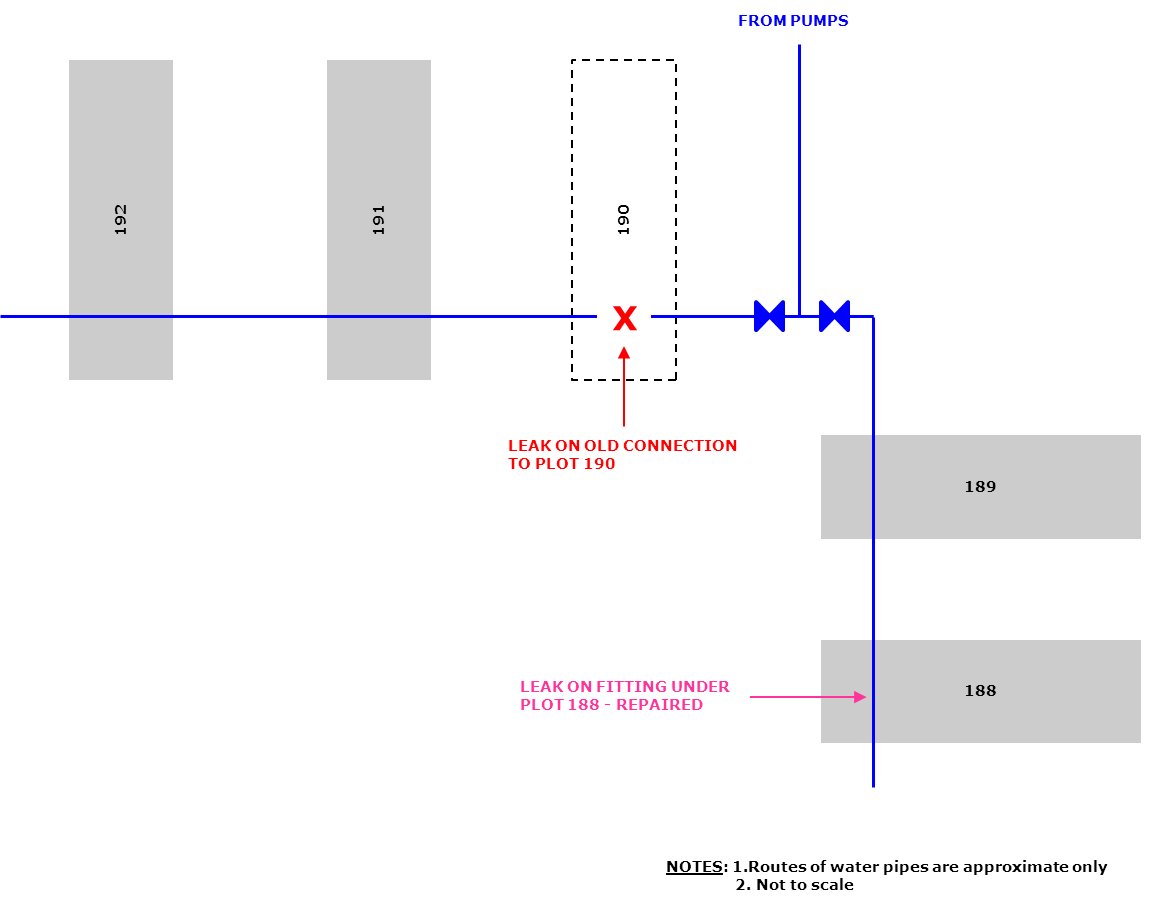 FROM PUMPS
192
191
190
LEAK ON OLD CONNECTION
TO PLOT 190
189
LEAK ON FITTING UNDER
PLOT 188 - REPAIRED
188
NOTES: 1.Routes of water pipes are approximate only
2. Not to scale